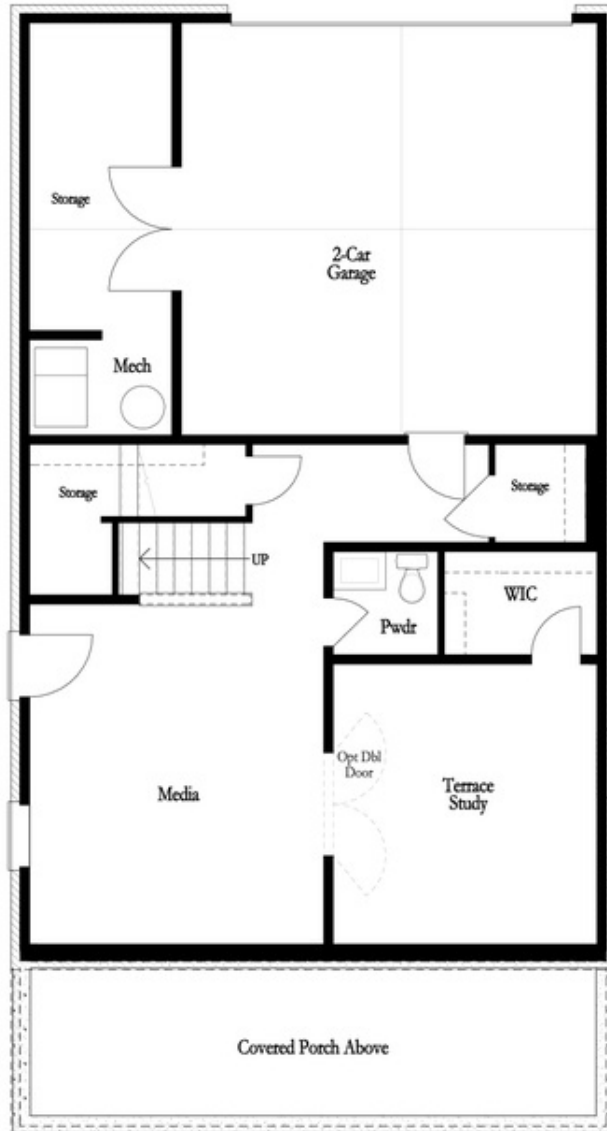 Storage
2-Car
Garage
Mech
Storage
Storage
UP
WIC
Pwdr
Opt Dbl
Door
Media
Terrace
Study
Covered Porch Above